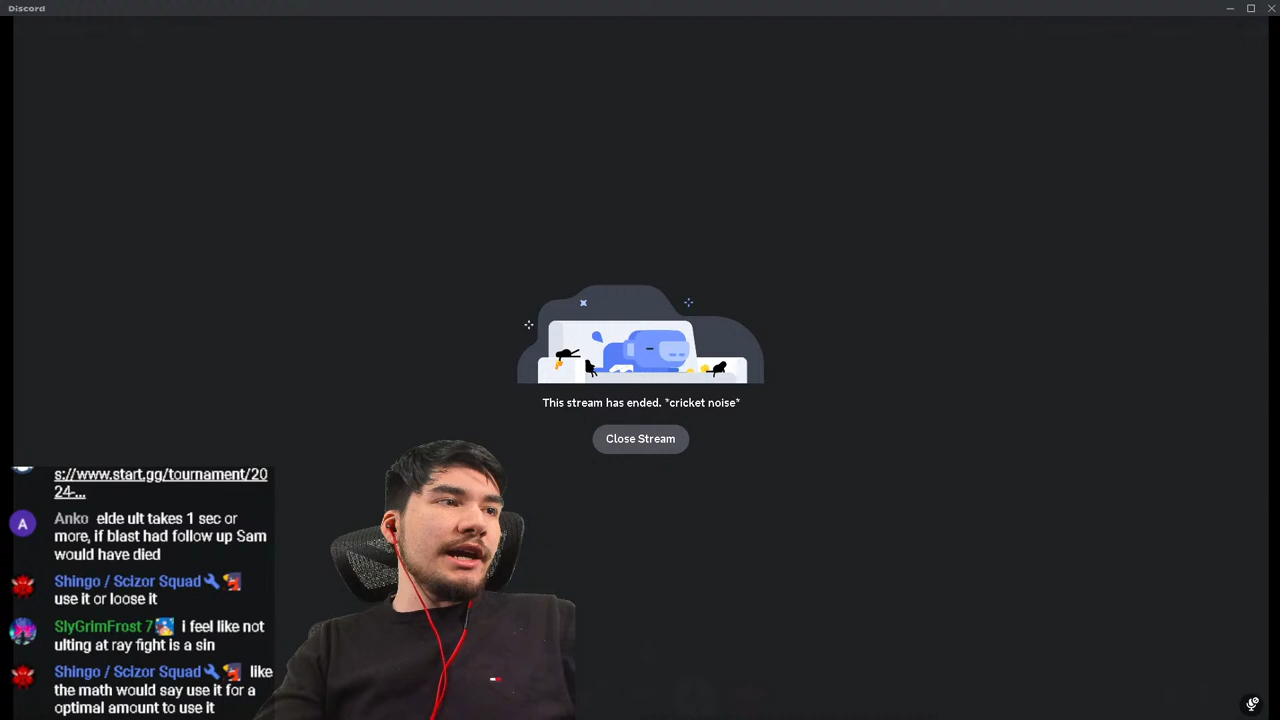 Discord
This stream has ended. *cricket noise*
Close Stream
s://www.start.gg/tournament/20
24-...
A
Anko elde ult takes 1 sec or
more, if blast had follow up Sam
would have died
Shingo / Scizor Squad
use it or loose it
SlyGrimFrost 7 i feel like not
ulting at ray fight is a sin
Shingo / Scizor Squad like
the math would say use it for a
optimal amount to use it